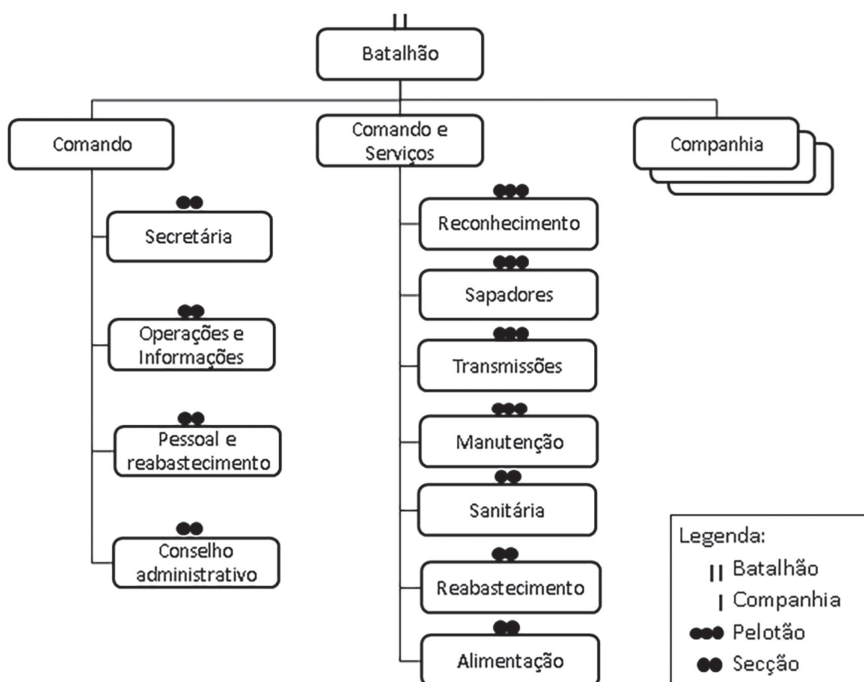 Batalhão
Comando
Comando e
Serviços
Companhia
Secretária
Operações e
Informações
Pessoal e
reabastecimento
Conselho
administrativo
Reconhecimento
Sapadores
Transmissões
Manutenção
Sanitária
Reabastecimento
Alimentação
Legenda:
Batalhão
Companhia
Pelotão
Secção